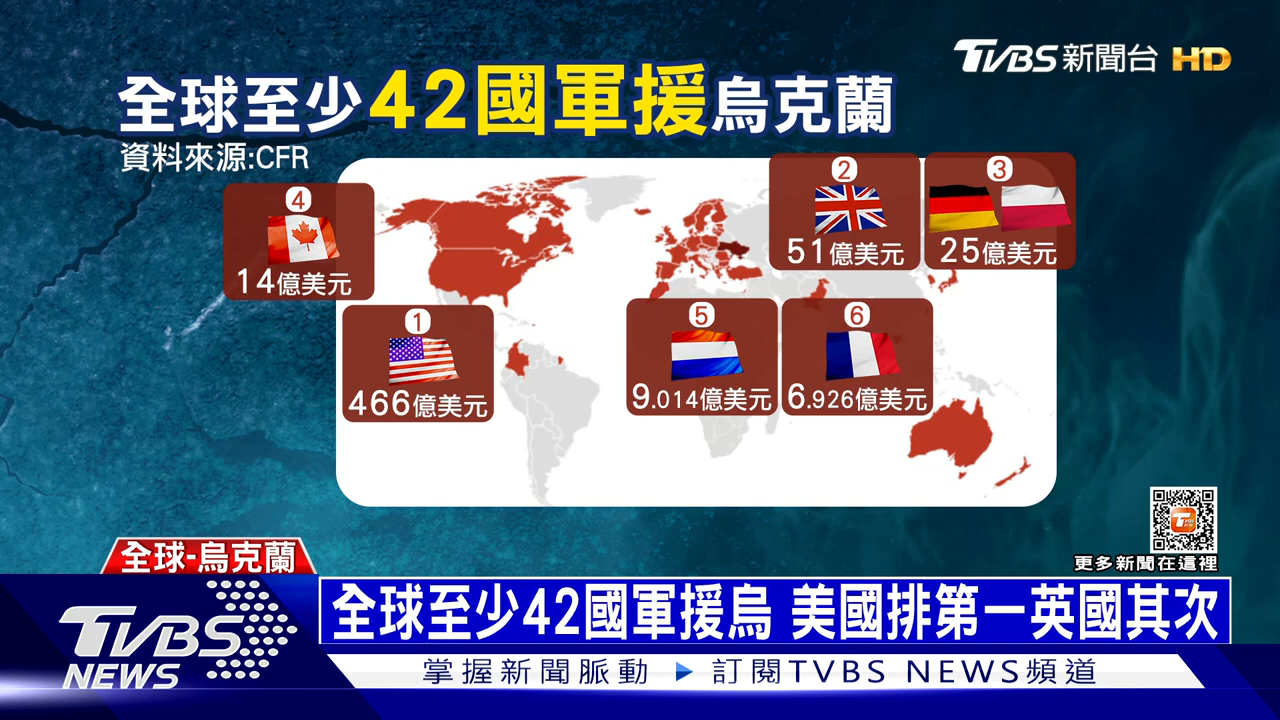 TVBS新聞台 HD
全球至少42國軍援烏克蘭
資料來源:CFR
4
14億美元
2
51億美元
3
25億美元
1
466億美元
5
9.014億美元
6
6.926億美元
更多新聞在這裡
全球-烏克蘭
全球至少42國軍援烏 美國排第一英國其次
TVBS
NEWS
掌握新聞脈動 ▶ 訂閱TVBS NEWS頻道